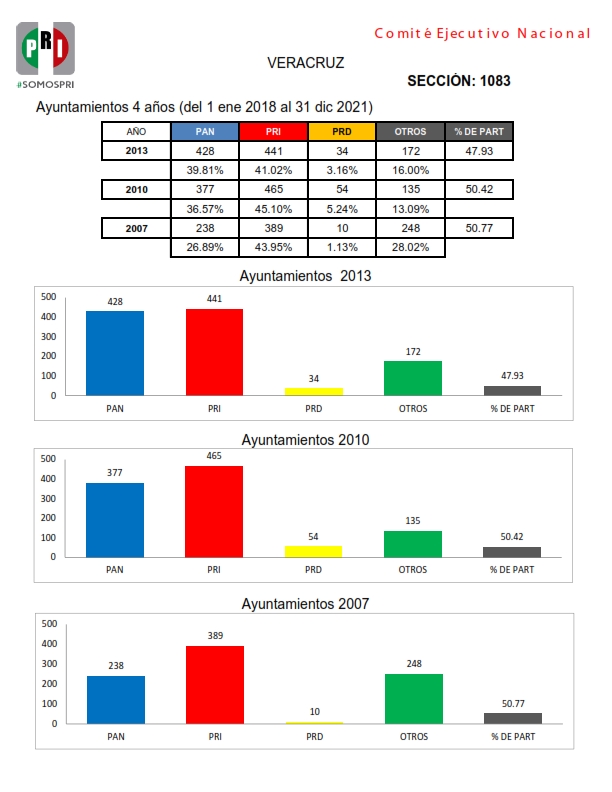 Comité Ejecutivo Nacional
PRI
#SOMOSPRI
VERACRUZ
SECCIÓN: 1083
Ayuntamientos 4 años (del 1 ene 2018 al 31 dic 2021)
AÑO PAN PRI PRD OTROS % DE PART
2013 428 441 34 172 47.93
39.81% 41.02% 3.16% 16.00%
2010 377 465 54 135 50.42
36.57% 45.10% 5.24% 13.09%
2007 238 389 10 248 50.77
26.89% 43.95% 1.13% 28.02%
Ayuntamientos 2013
500
400
300
200
100
0
428 441 34 172 47.93
PAN PRI PRD OTROS % DE PART
Ayuntamientos 2010
500
400
300
200
100
0
377 465 54 135 50.42
PAN PRI PRD OTROS % DE PART
Ayuntamientos 2007
500
400
300
200
100
0
238 389 10 248 50.77
PAN PRI PRD OTROS % DE PART